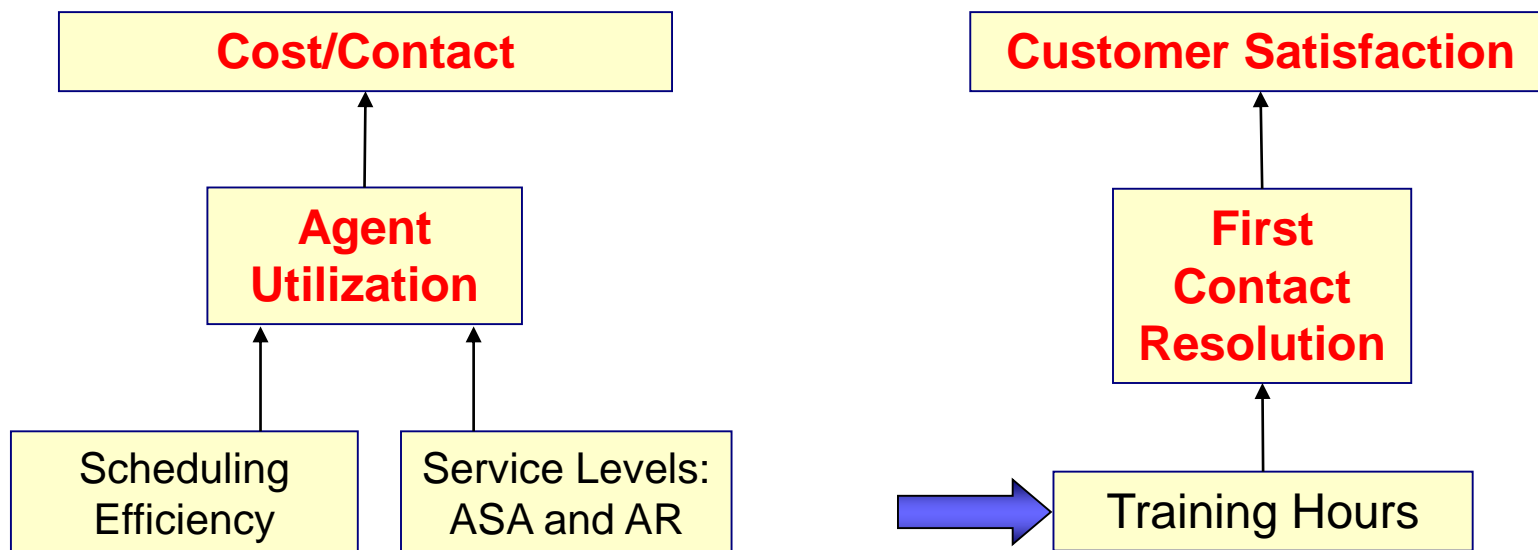 Cost/Contact
Customer Satisfaction
Agent
Utilization
First
Contact
Resolution
Scheduling
Efficiency
Service Levels:
ASA and AR
Training Hours